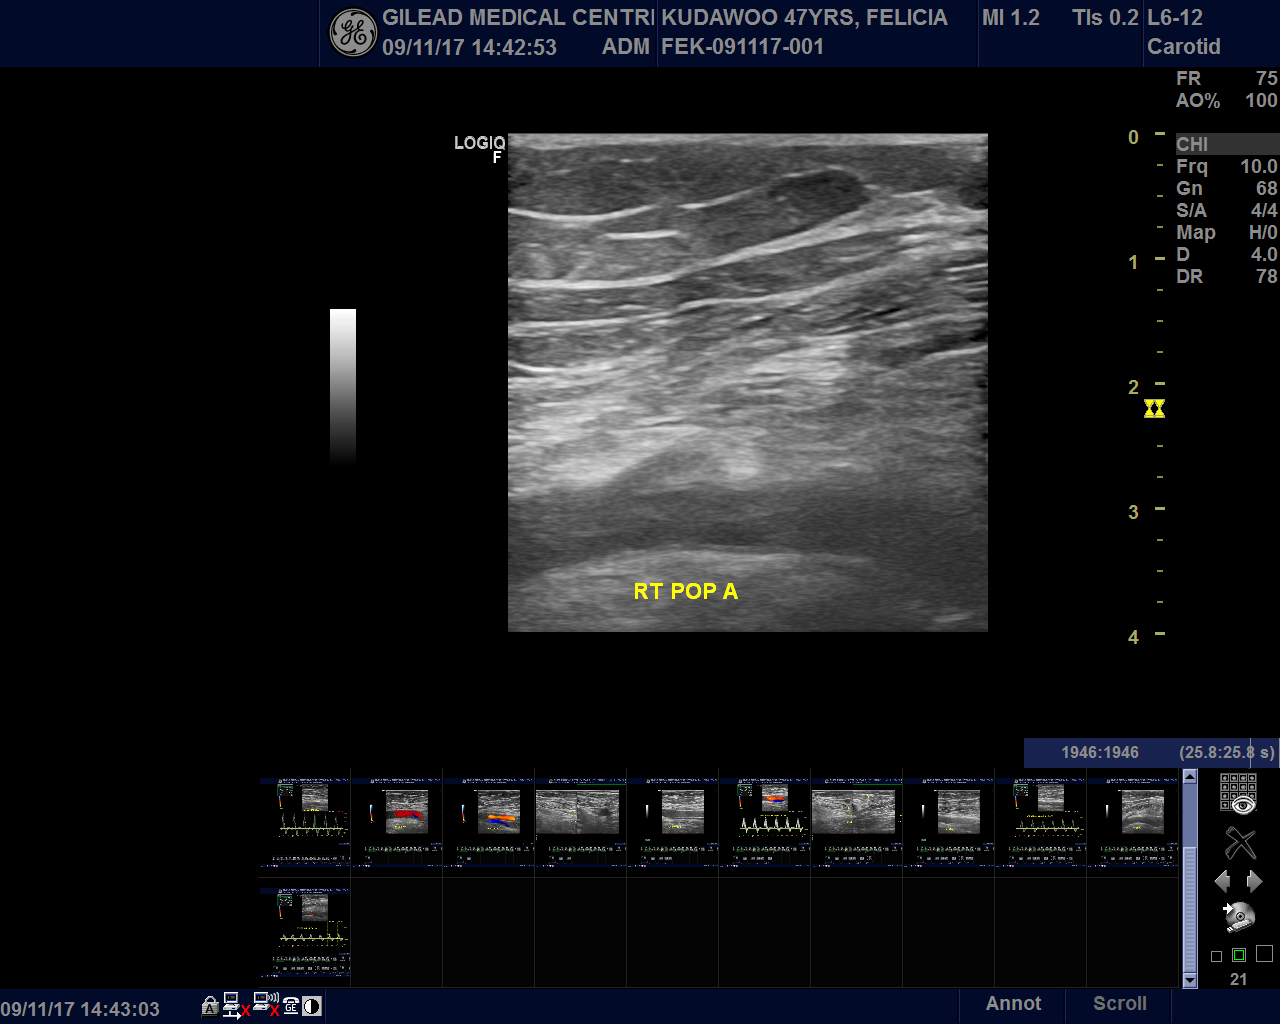 GILEAD MEDICAL CENTRI KUDAWOO 47YRS, FELICIA MI 1.2 TIs 0.2 L6-12
09/11/17 14:42:53 ADM FEK-091117-001 Carotid
FR 75
AO% 100
LOGIQ
F
CHI
Frq 10.0
Gn 68
S/A 4/4
Map H/0
D 4.0
DR 78
0
1
2
3
4
RT POP A
1946:1946 (25.8:25.8 s)
21
09/11/17 14:43:03
A
GE
Annot
Scroll